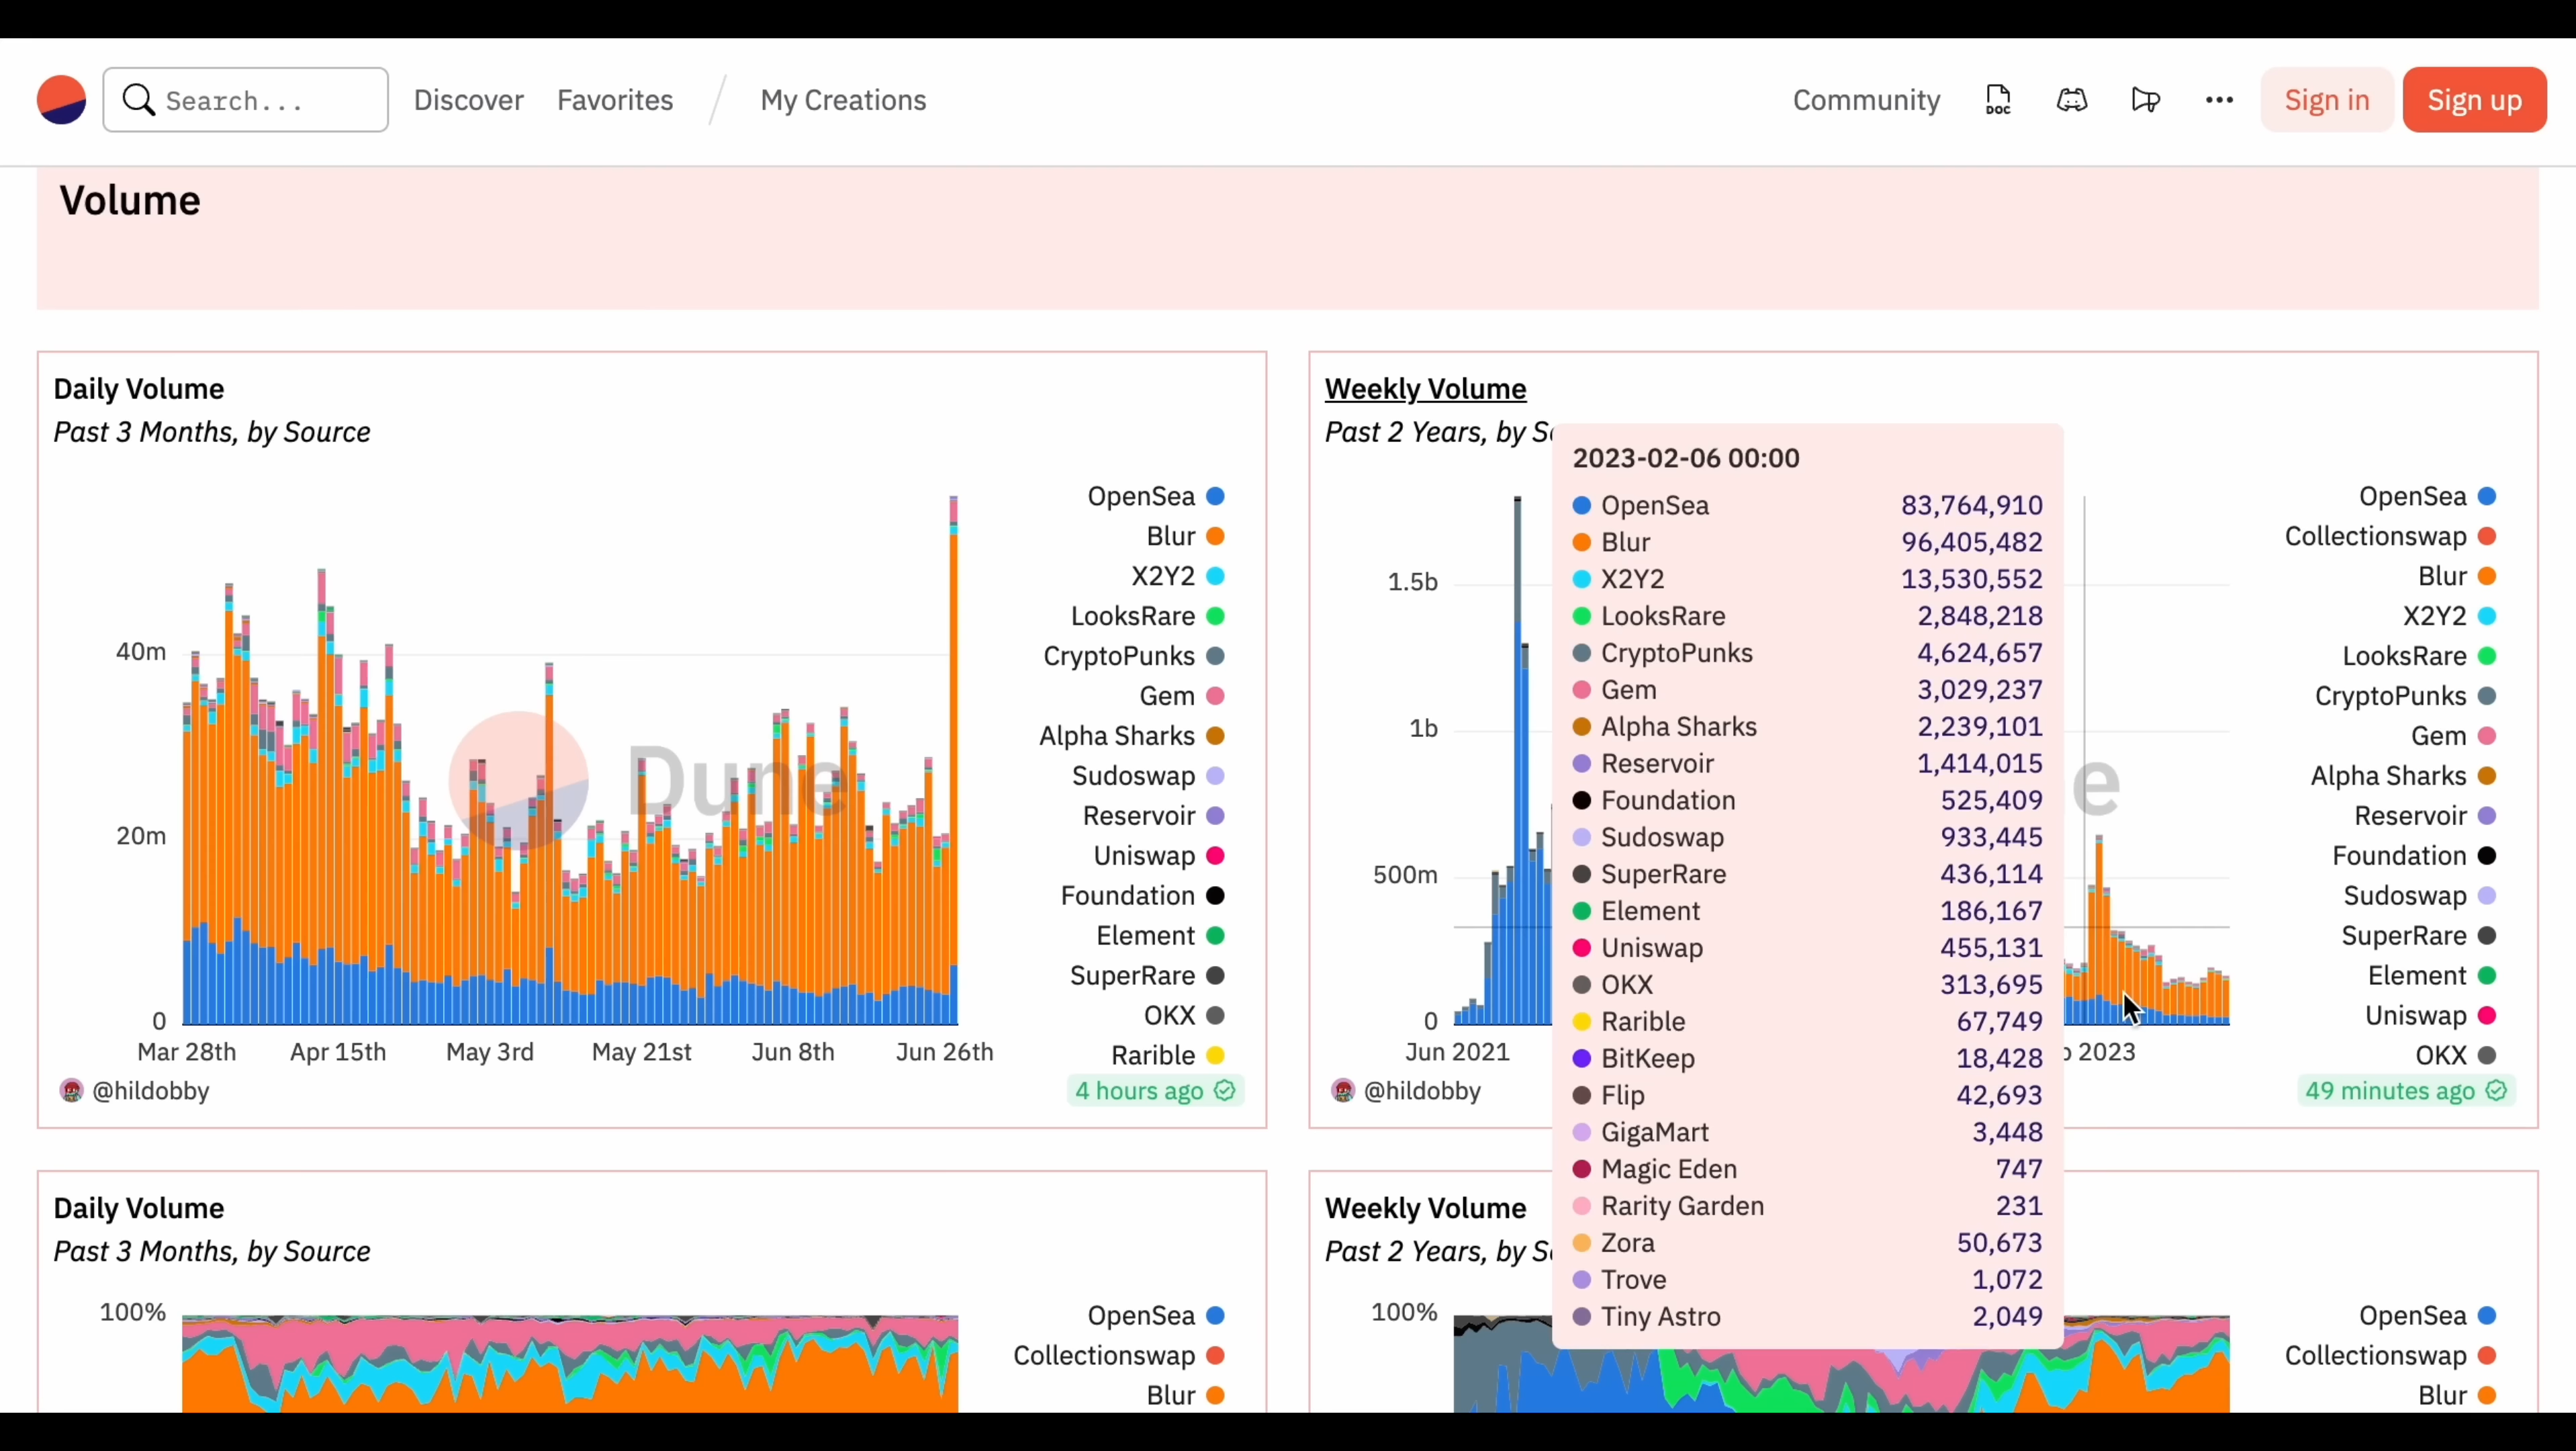 Search...
Discover
Favorites
My Creations
Community
DOC
Sign in
Sign up
Volume
Daily Volume
Past 3 Months, by Source
40m
20m
0
Dune
Mar 28th
Apr 15th
May 3rd
May 21st
Jun 8th
Jun 26th
OpenSea
Blur
X2Y2
LooksRare
CryptoPunks
Gem
Alpha Sharks
Sudoswap
Reservoir
Uniswap
Foundation
Element
SuperRare
OKX
Rarible
@hildobby
4 hours ago
Weekly Volume
Past 2 Years, by S
1.5b
1b
500m
0
e
Jun 2021
2023
2023-02-06 00:00
OpenSea 83,764,910
Blur 96,405,482
X2Y2 13,530,552
LooksRare 2,848,218
CryptoPunks 4,624,657
Gem 3,029,237
Alpha Sharks 2,239,101
Reservoir 1,414,015
Foundation 525,409
Sudoswap 933,445
SuperRare 436,114
Element 186,167
Uniswap 455,131
OKX 313,695
Rarible 67,749
BitKeep 18,428
Flip 42,693
GigaMart 3,448
Magic Eden 747
Rarity Garden 231
Zora 50,673
Trove 1,072
Tiny Astro 2,049
OpenSea
Collectionswap
Blur
X2Y2
LooksRare
CryptoPunks
Gem
Alpha Sharks
Reservoir
Foundation
Sudoswap
SuperRare
Element
Uniswap
OKX
@hildobby
49 minutes ago
Daily Volume
Past 3 Months, by Source
100%
OpenSea
Collectionswap
Blur
Weekly Volume
Past 2 Years, by S
100%
OpenSea
Collectionswap
Blur